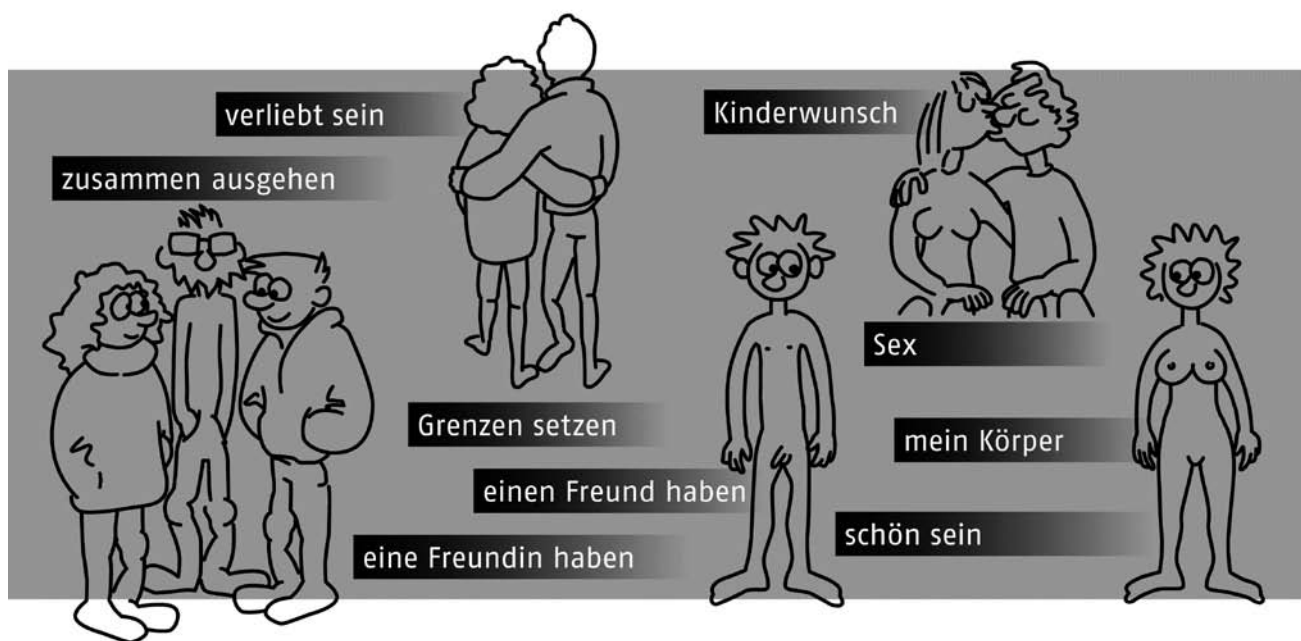 verliebt sein
Kinderwunsch
zusammen ausgehen
Sex
Grenzen setzen
mein Körper
einen Freund haben
schön sein
eine Freundin haben